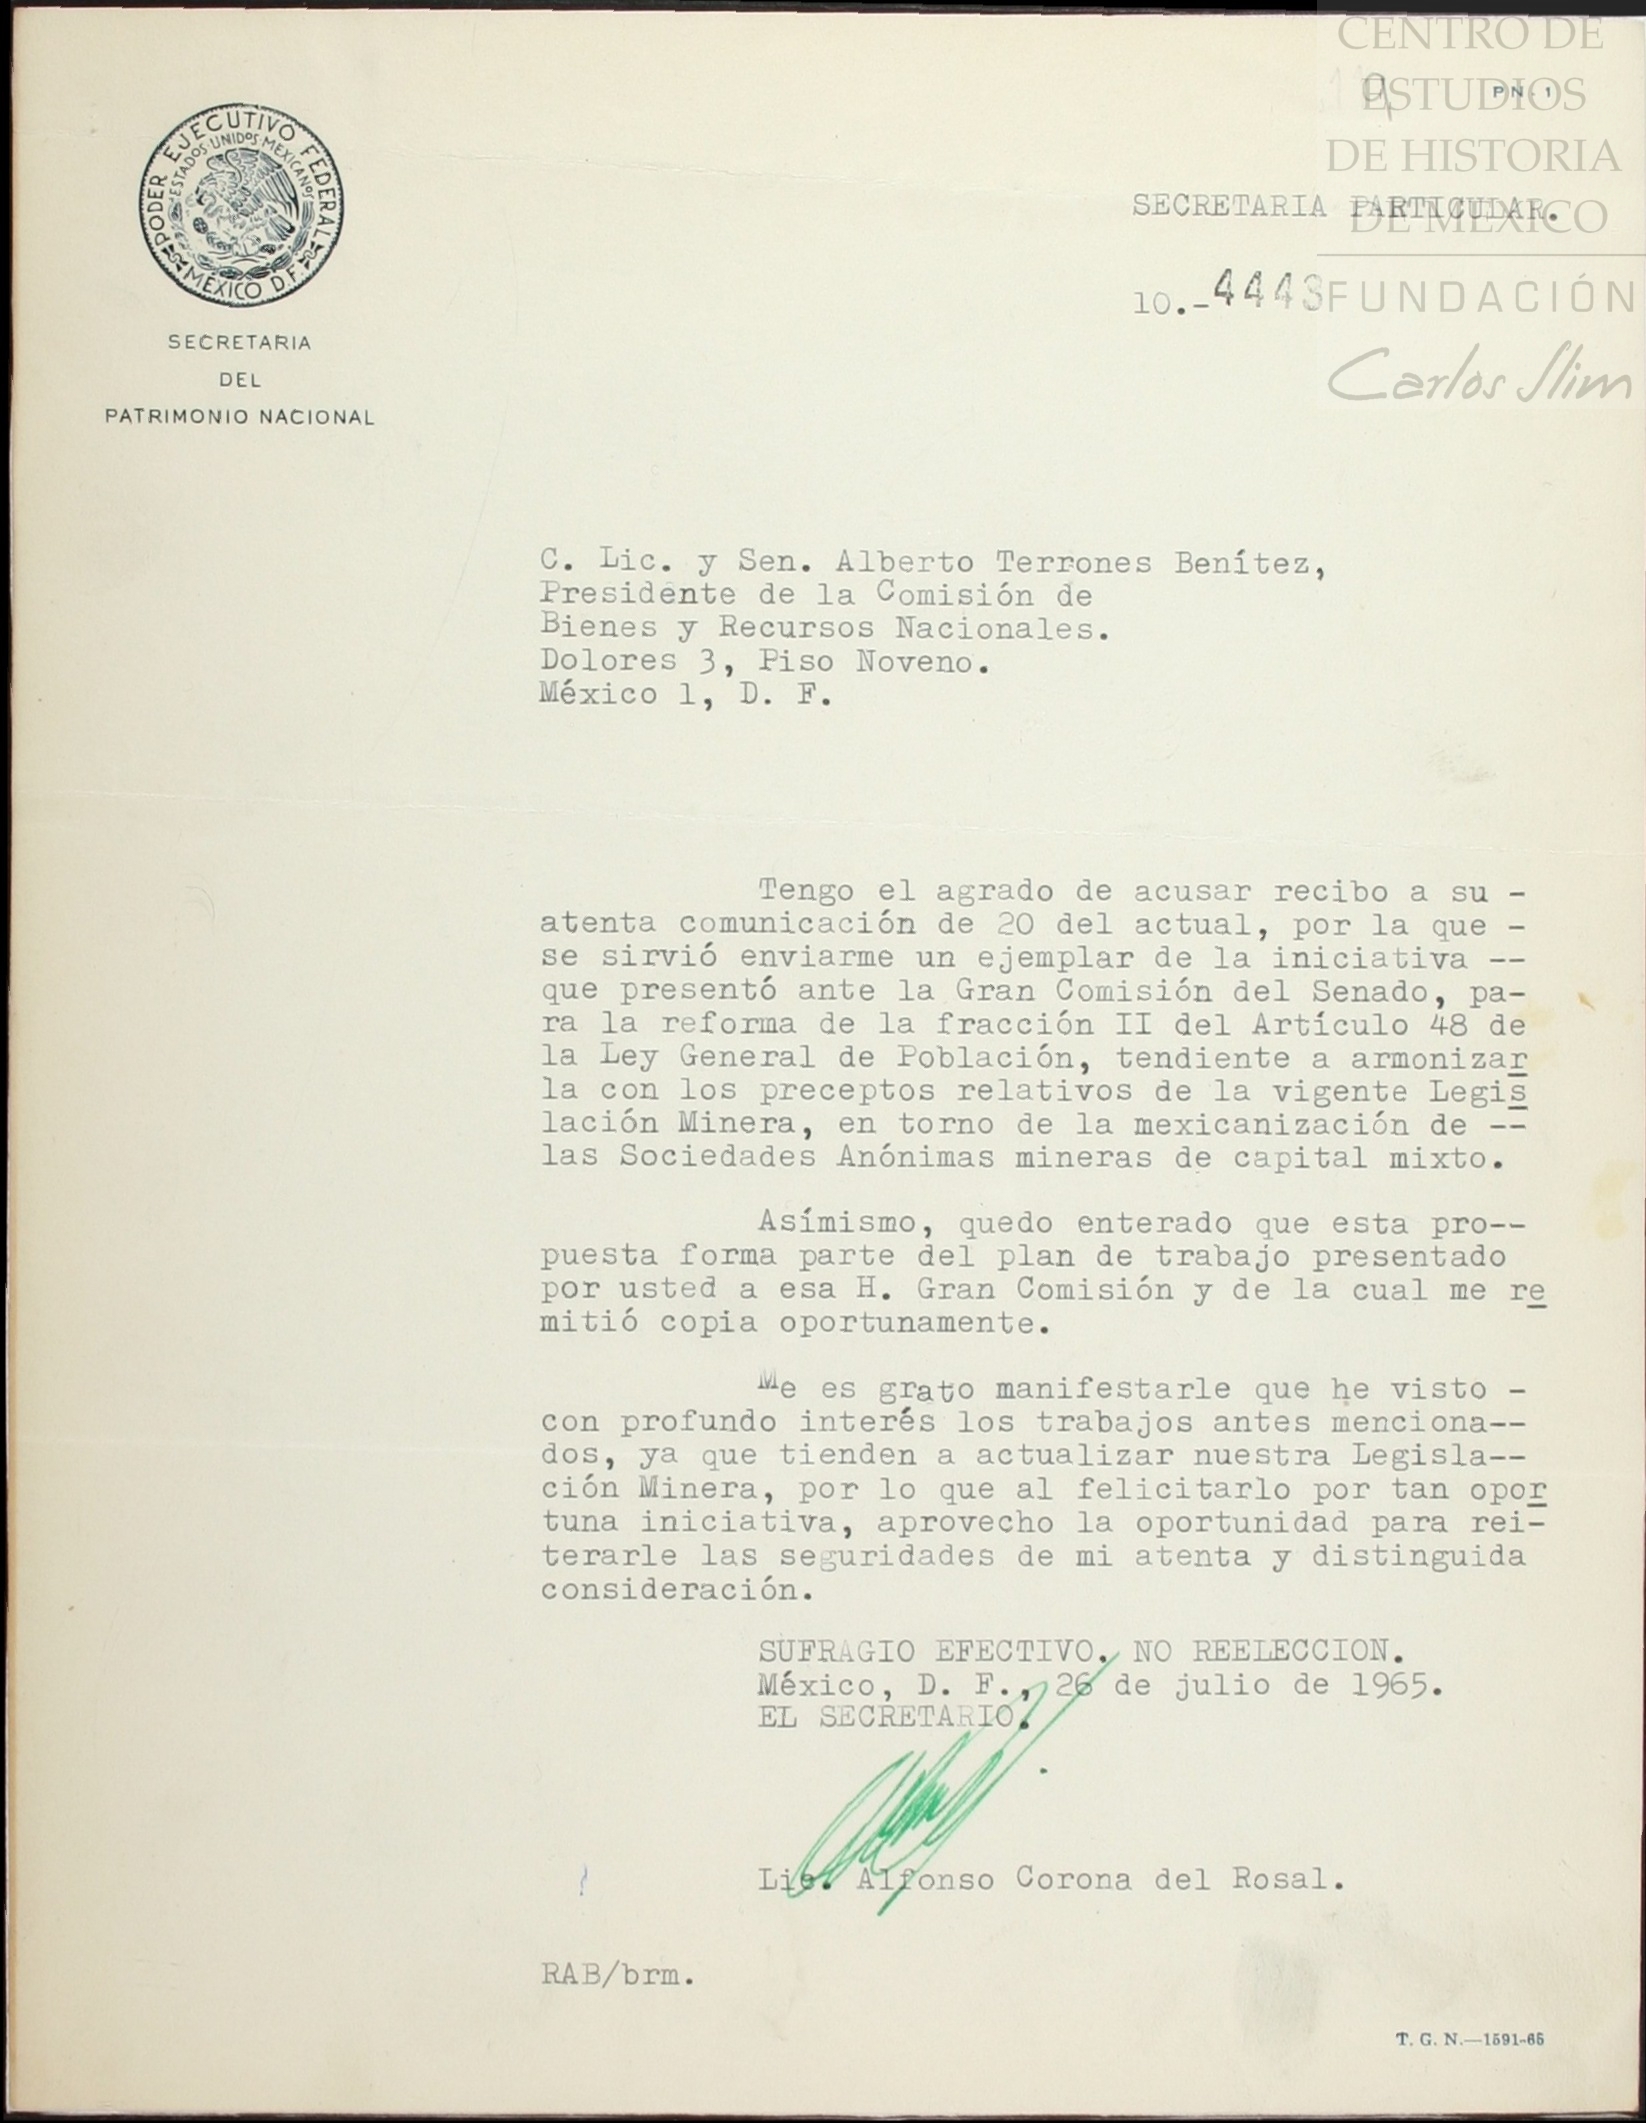 CENTRO DE
ESTUDIOS
DE HISTORIA
DE MEXICO
FUNDACIÓN
Carlos Slim
PN-1
PODER EJECUTIVO FEDERAL
ESTADOS UNIDOS MEXICANOS
MEXICO D.F.
SECRETARIA
DEL
PATRIMONIO NACIONAL
SECRETARIA PARTICULAR.
10.-4443
C. Lic. y Sen. Alberto Terrones Benítez,
Presidente de la Comisión de
Bienes y Recursos Nacionales.
Dolores 3, Piso Noveno.
México 1, D. F.
Tengo el agrado de acusar recibo a su -
atenta comunicación de 20 del actual, por la que -
se sirvió enviarme un ejemplar de la iniciativa --
que presentó ante la Gran Comisión del Senado, pa-
ra la reforma de la fracción II del Artículo 48 de
la Ley General de Población, tendiente a armonizar
la con los preceptos relativos de la vigente Legis
lación Minera, en torno de la mexicanización de --
las Sociedades Anónimas mineras de capital mixto.
Asímismo, quedo enterado que esta pro--
puesta forma parte del plan de trabajo presentado
por usted a esa H. Gran Comisión y de la cual me re
mitió copia oportunamente.
Me es grato manifestarle que he visto -
con profundo interés los trabajos antes menciona--
dos, ya que tienden a actualizar nuestra Legisla--
ción Minera, por lo que al felicitarlo por tan opor
tuna iniciativa, aprovecho la oportunidad para rei-
terarle las seguridades de mi atenta y distinguida
consideración.
SUFRAGIO EFECTIVO. NO REELECCION.
México, D. F., 26 de julio de 1965.
EL SECRETARIO.
Lic. Alfonso Corona del Rosal.
RAB/brm.
T. G. N.—1591-65